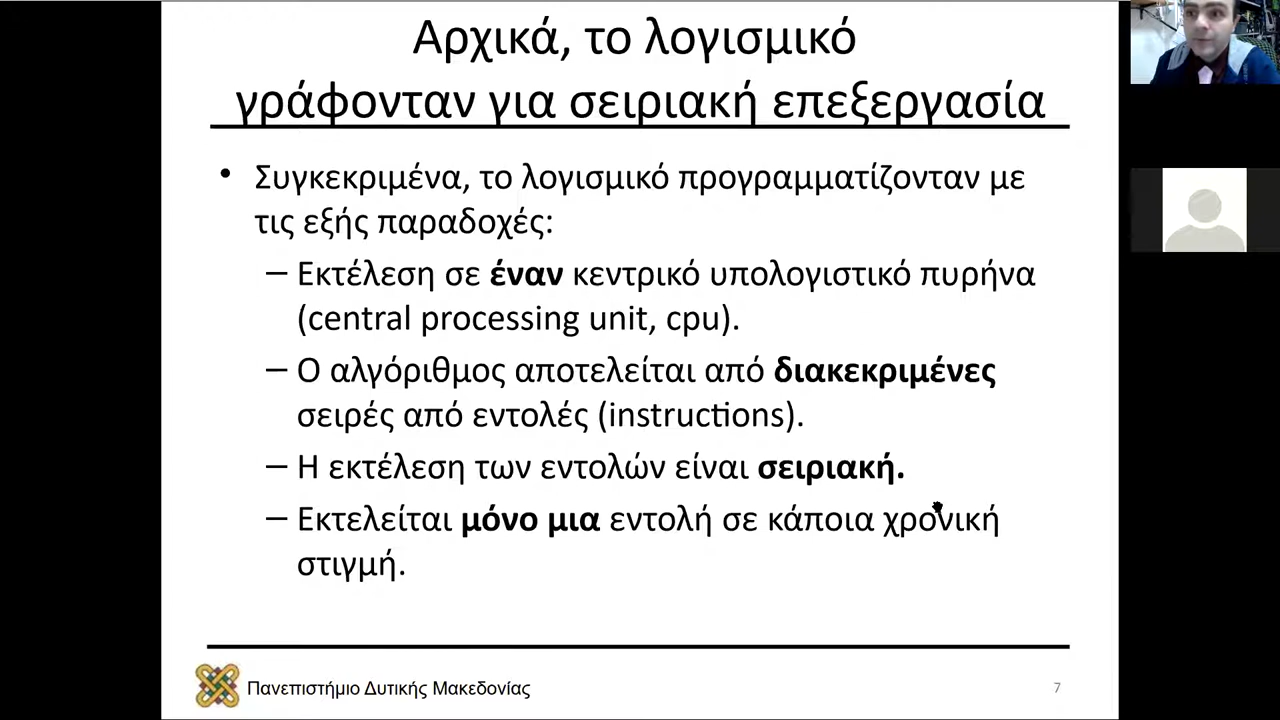 Αρχικά, το λογισμικό
γράφονταν για σειριακή επεξεργασία
• Συγκεκριμένα, το λογισμικό προγραμματίζονταν με
τις εξής παραδοχές:
– Εκτέλεση σε έναν κεντρικό υπολογιστικό πυρήνα
(central processing unit, cpu).
– Ο αλγόριθμος αποτελείται από διακεκριμένες
σειρές από εντολές (instructions).
– Η εκτέλεση των εντολών είναι σειριακή.
– Εκτελείται μόνο μια εντολή σε κάποια χρονική
στιγμή.
Πανεπιστήμιο Δυτικής Μακεδονίας
7